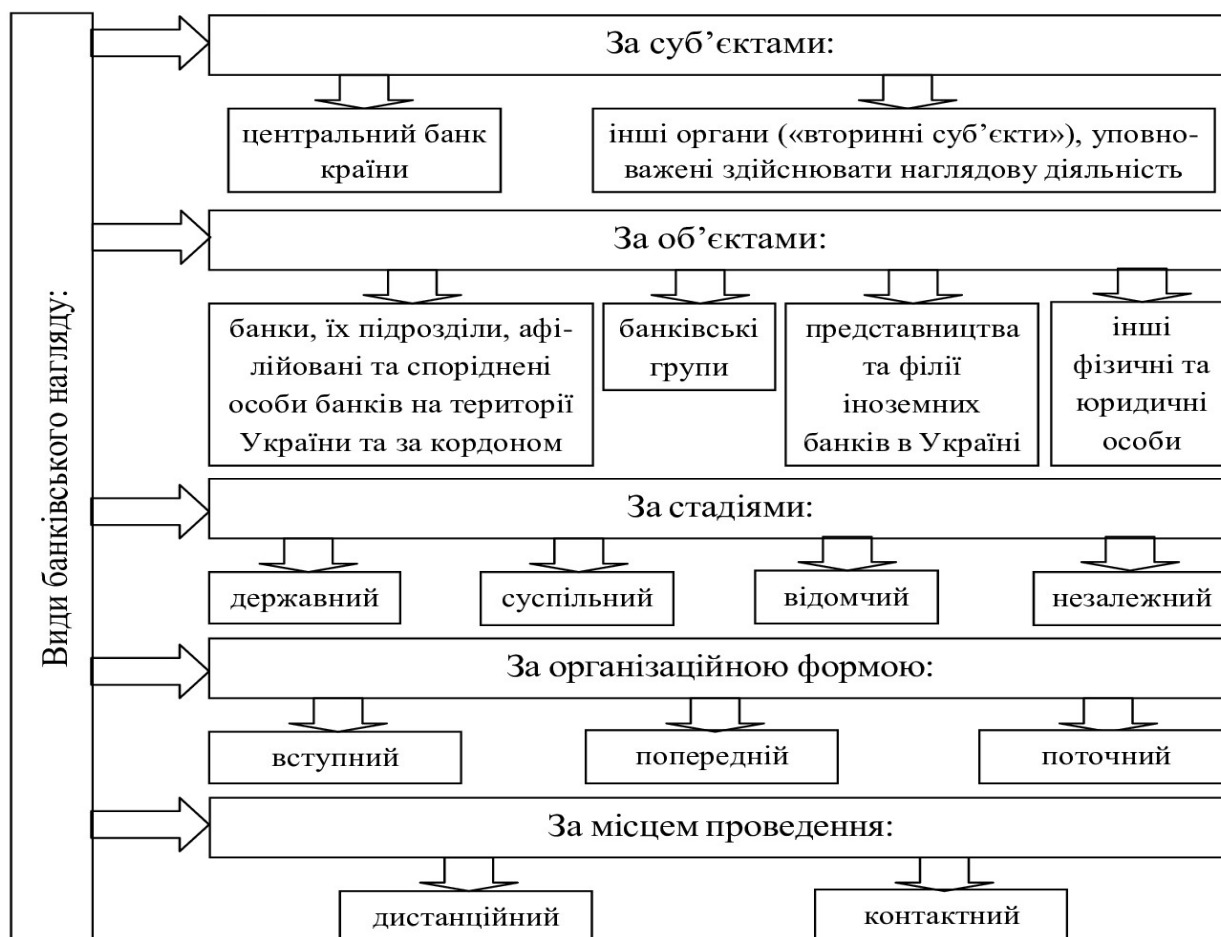 Види банківського нагляду:
За суб’єктами:
центральний банк
країни
інші органи («вторинні суб’єкти»), уповно-
важені здійснювати наглядову діяльність
За об’єктами:
банки, їх підрозділи, афі-
лійовані та споріднені
особи банків на території
України та за кордоном
банківські
групи
представництва
та філії
іноземних
банків в Україні
інші
фізичні та
юридичні
особи
За стадіями:
державний
суспільний
відомчий
незалежний
За організаційною формою:
вступний
попередній
поточний
За місцем проведення:
дистанційний
контактний